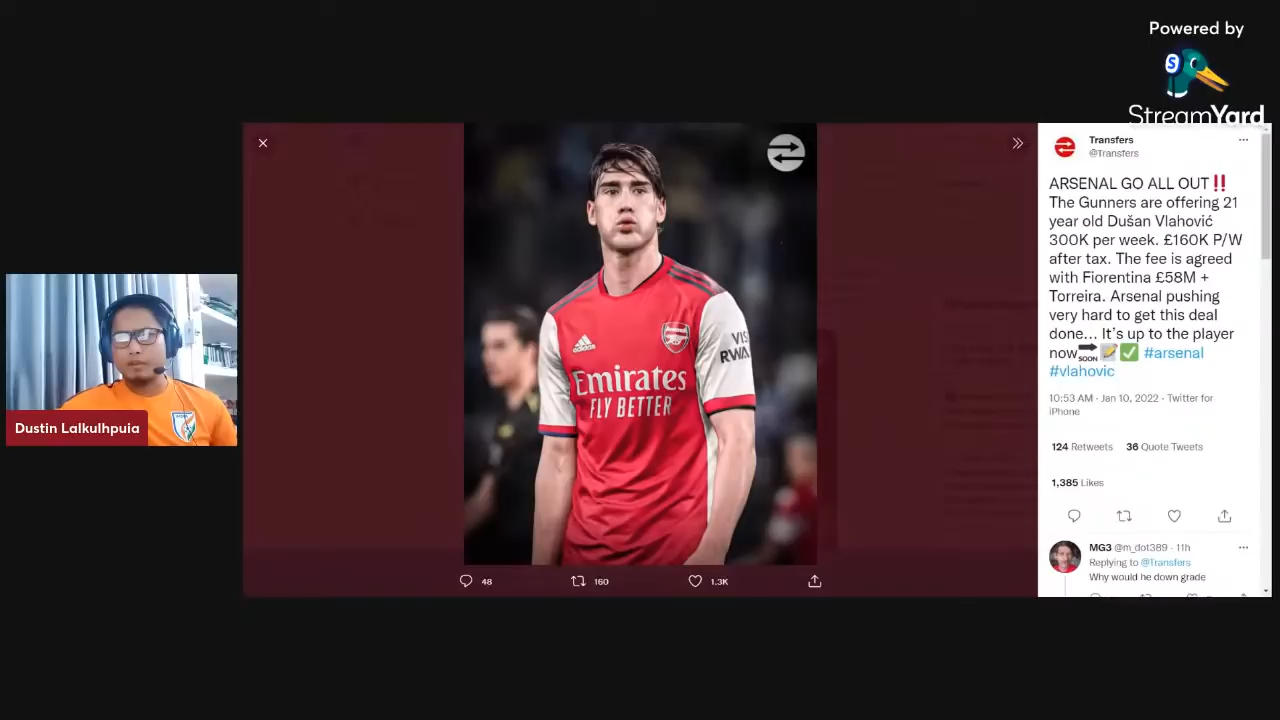 Powered by
S
StreamYard
Transfers
@Transfers
ARSENAL GO ALL OUT‼️
The Gunners are offering 21
year old Dušan Vlahović
300K per week. £160K P/W
after tax. The fee is agreed
with Fiorentina £58M +
Torreira. Arsenal pushing
very hard to get this deal
done... It's up to the player
now🔜📝✅ #arsenal
#vlahovic
10:53 AM · Jan 10, 2022 · Twitter for
iPhone
124 Retweets 36 Quote Tweets
1,385 Likes
MG3 @m_dot389 · 11h
Replying to @Transfers
Why would he down grade
Arsenal
adidas
VISIT
RWA
Emirates
FLY BETTER
48 160 1.3K
Dustin Lalkulhpuia